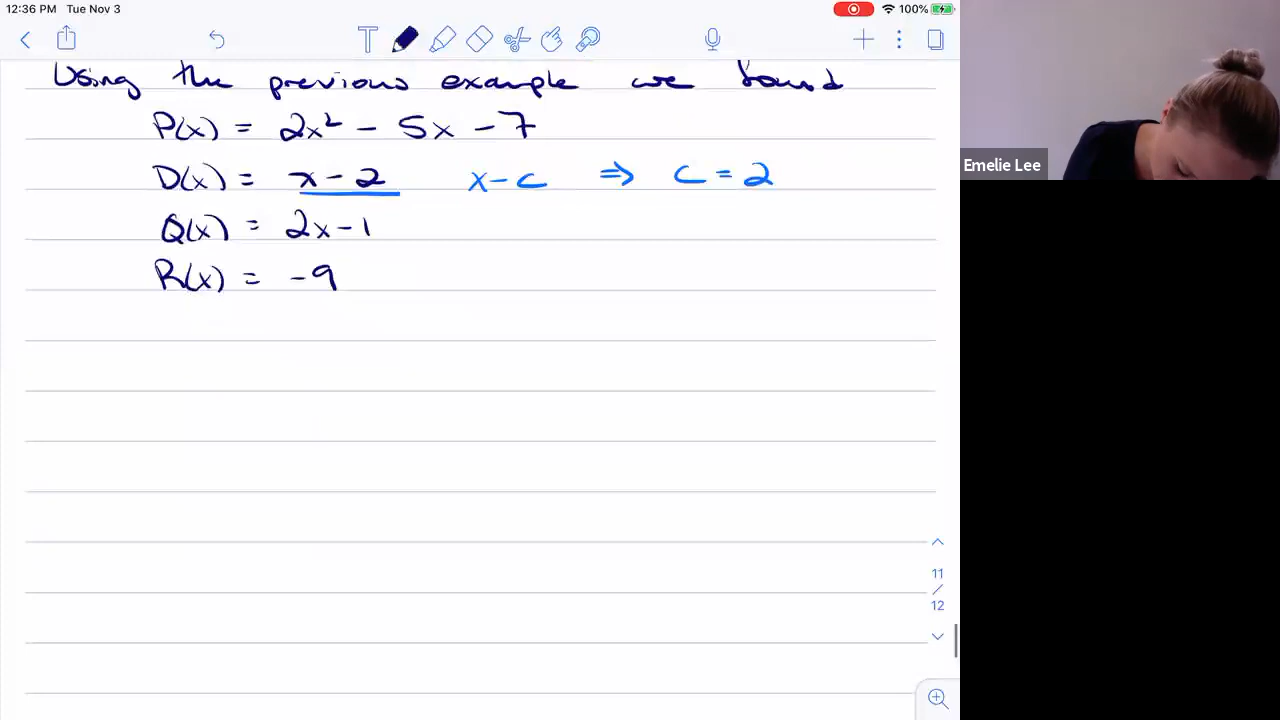 12:36 PM Tue Nov 3
100%
Using the previous example we found
P(x) = 2x² - 5x - 7
D(x) = x - 2 x - c ⇒ c = 2
Q(x) = 2x - 1
R(x) = -9
Emelie Lee
T
11
/
12